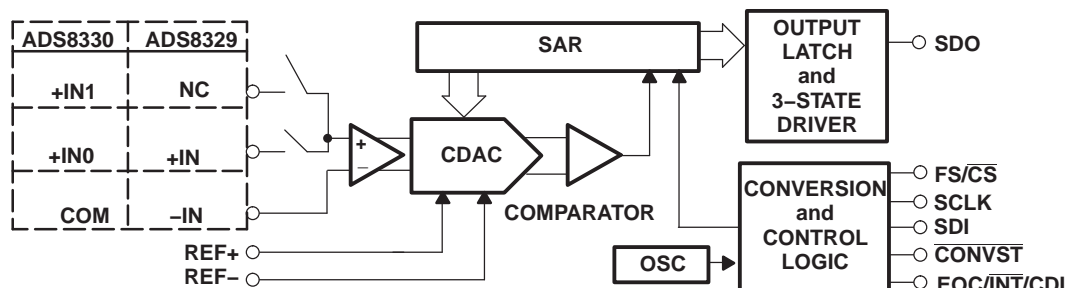 ADS8330 ADS8329
+IN1 NC
+IN0 +IN
COM –IN
REF+
REF–
+
–
SAR
CDAC
COMPARATOR
OUTPUT
LATCH
and
3–STATE
DRIVER
SDO
OSC
CONVERSION
and
CONTROL
LOGIC
FS/CS
SCLK
SDI
CONVST
EOC/INT/CDI